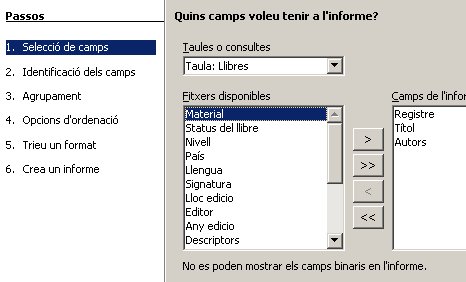 Passos
1. Selecció de camps
2. Identificació dels camps
3. Agrupament
4. Opcions d'ordenació
5. Trieu un format
6. Crea un informe
Quins camps voleu tenir a l'informe?
Taules o consultes
Taula: Llibres
Fitxers disponibles
Material
Status del llibre
Nivell
País
Llengua
Signatura
Lloc edicio
Editor
Any edicio
Descriptors
>
>>
<
<<
Camps de l'infor
Registre
Títol
Autors
No es poden mostrar els camps binaris en l'informe.